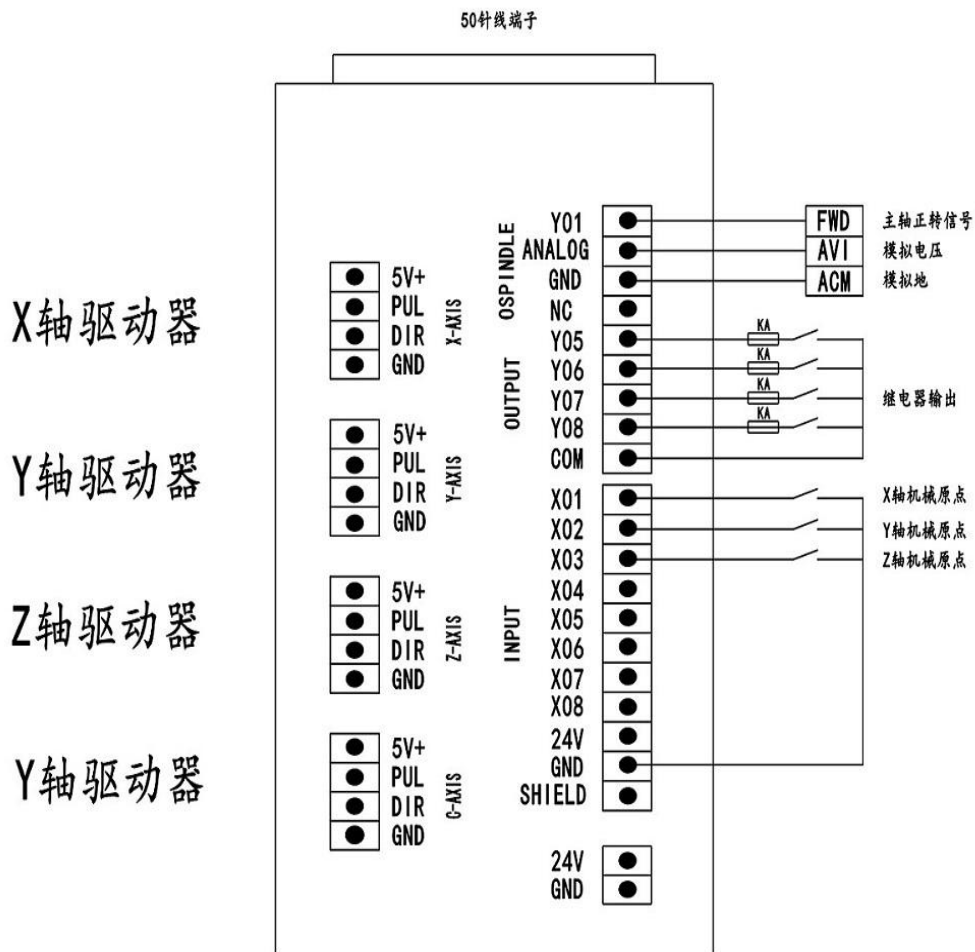 50针线端子
X轴驱动器
5V+
PUL
DIR
GND
X-AXIS
Y轴驱动器
5V+
PUL
DIR
GND
Y-AXIS
Z轴驱动器
5V+
PUL
DIR
GND
Z-AXIS
Y轴驱动器
5V+
PUL
DIR
GND
C-AXIS
OSPINDLE
Y01
FWD
主轴正转信号
ANALOG
AVI
模拟电压
GND
ACM
模拟地
NC
OUTPUT
Y05
KA
Y06
KA
Y07
KA
继电器输出
Y08
KA
COM
INPUT
X01
X轴机械原点
X02
Y轴机械原点
X03
Z轴机械原点
X04
X05
X06
X07
X08
24V
GND
SHIELD
24V
GND